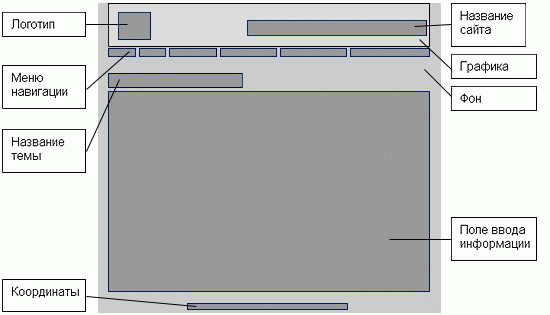 Логотип
Название
сайта
Графика
Меню
навигации
Фон
Название
темы
Поле ввода
информации
Координаты